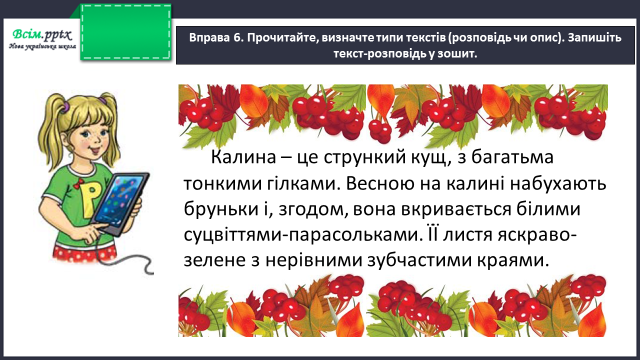 Всім.pptx
Нова українська школа
Вправа 6. Прочитайте, визначте типи текстів (розповідь чи опис). Запишіть
текст-розповідь у зошит.
Калина – це стрункий кущ, з багатьма
тонкими гілками. Весною на калині набухають
бруньки і, згодом, вона вкривається білими
суцвіттями-парасольками. ЇЇ листя яскраво-
зелене з нерівними зубчастими краями.
P